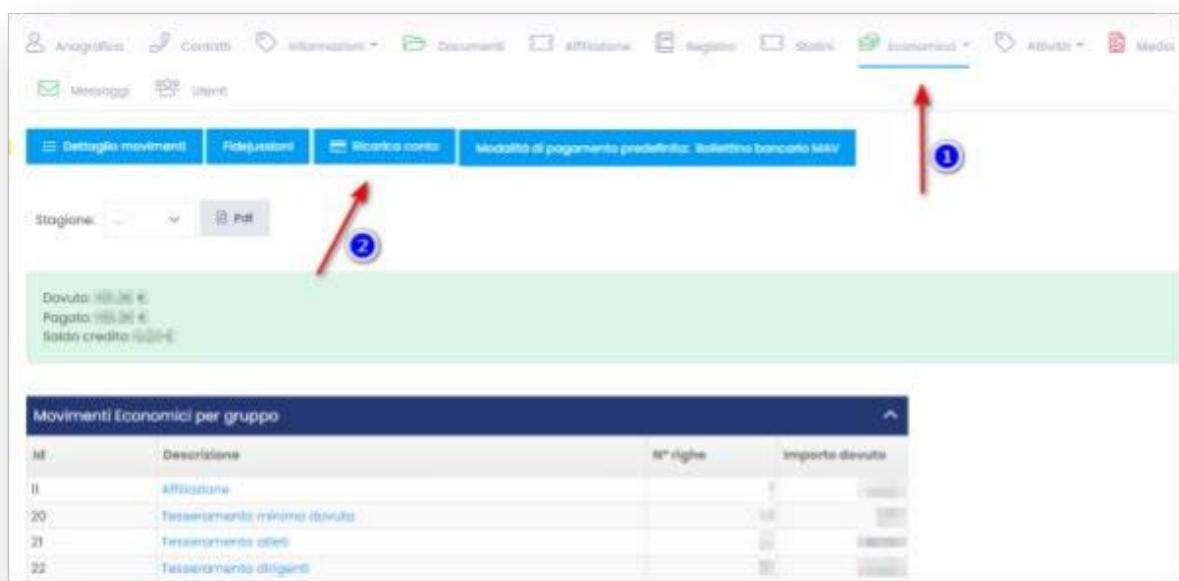 Anagrafica Contatti Informazioni Documenti Affiliazione Registro Statini Economici Attività Media
Messaggi Utenti
1
Dettaglio movimenti Fidejussioni Ricarica conto Modalità di pagamento predefinita: Bollettino bancario MAV
Stagione: ... Pdf
2
Dovuto: €
Pagato: €
Saldo credito: €
Movimenti Economici per gruppo
Id Descrizione N° righe Importo dovuto
11 Affiliazione
20 Tesseramento minimo dovuto
21 Tesseramento atleti
22 Tesseramento dirigenti